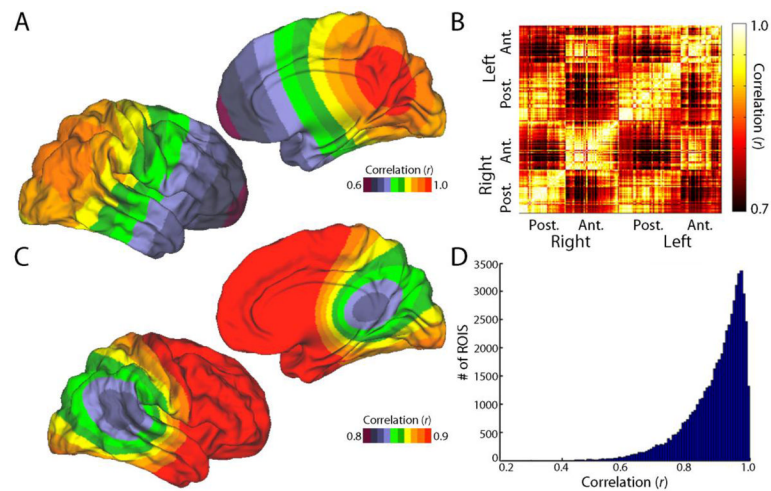 A
Correlation (r)
0.6
1.0
B
Left
Ant.
Post.
Right
Ant.
Post.
Post.
Ant.
Post.
Ant.
Right
Left
1.0
Correlation (r)
0.7
C
Correlation (r)
0.8
0.9
D
3500
3000
2500
2000
1500
1000
500
0
# of ROIS
0.2
0.4
0.6
0.8
1.0
Correlation (r)